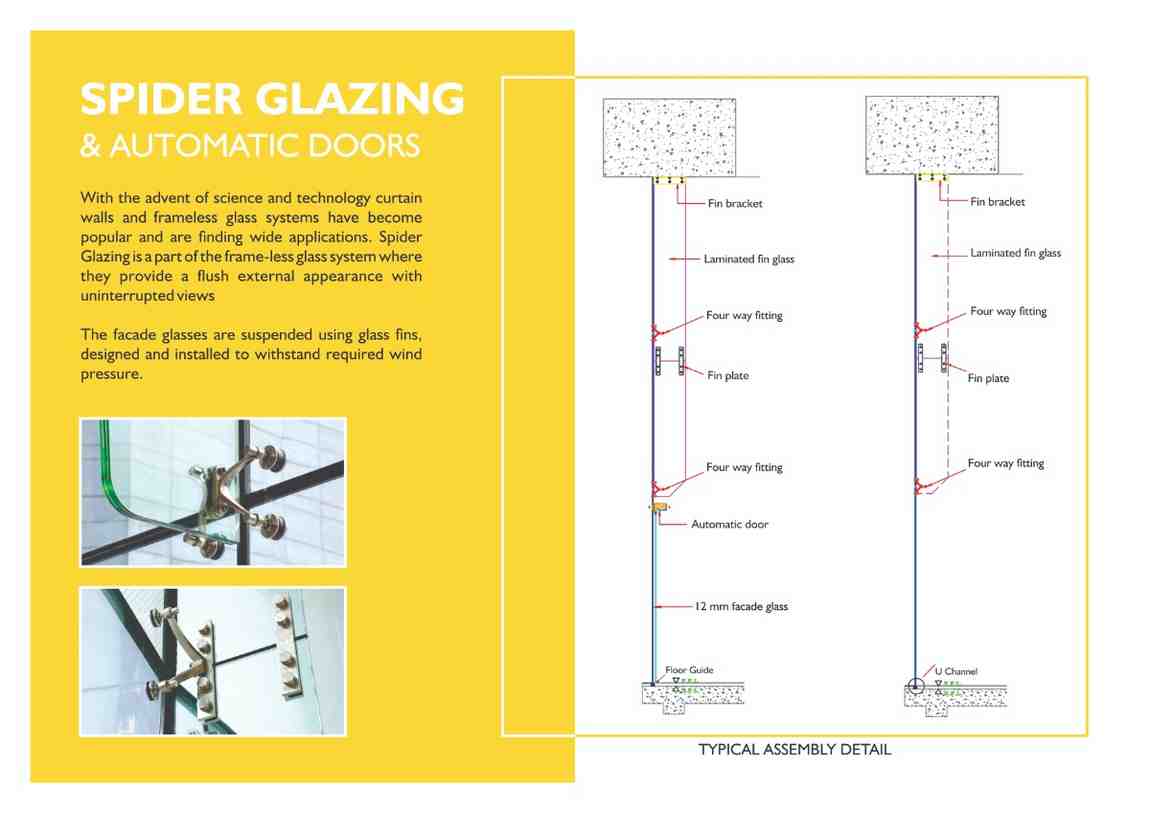 SPIDER GLAZING
& AUTOMATIC DOORS
With the advent of science and technology curtain
walls and frameless glass systems have become
popular and are finding wide applications. Spider
Glazing is a part of the frame-less glass system where
they provide a flush external appearance with
uninterrupted views
The facade glasses are suspended using glass fins,
designed and installed to withstand required wind
pressure.
Fin bracket
Laminated fin glass
Four way fitting
Fin plate
Four way fitting
Automatic door
12 mm facade glass
Floor Guide
Fin bracket
Laminated fin glass
Four way fitting
Fin plate
Four way fitting
U Channel
TYPICAL ASSEMBLY DETAIL